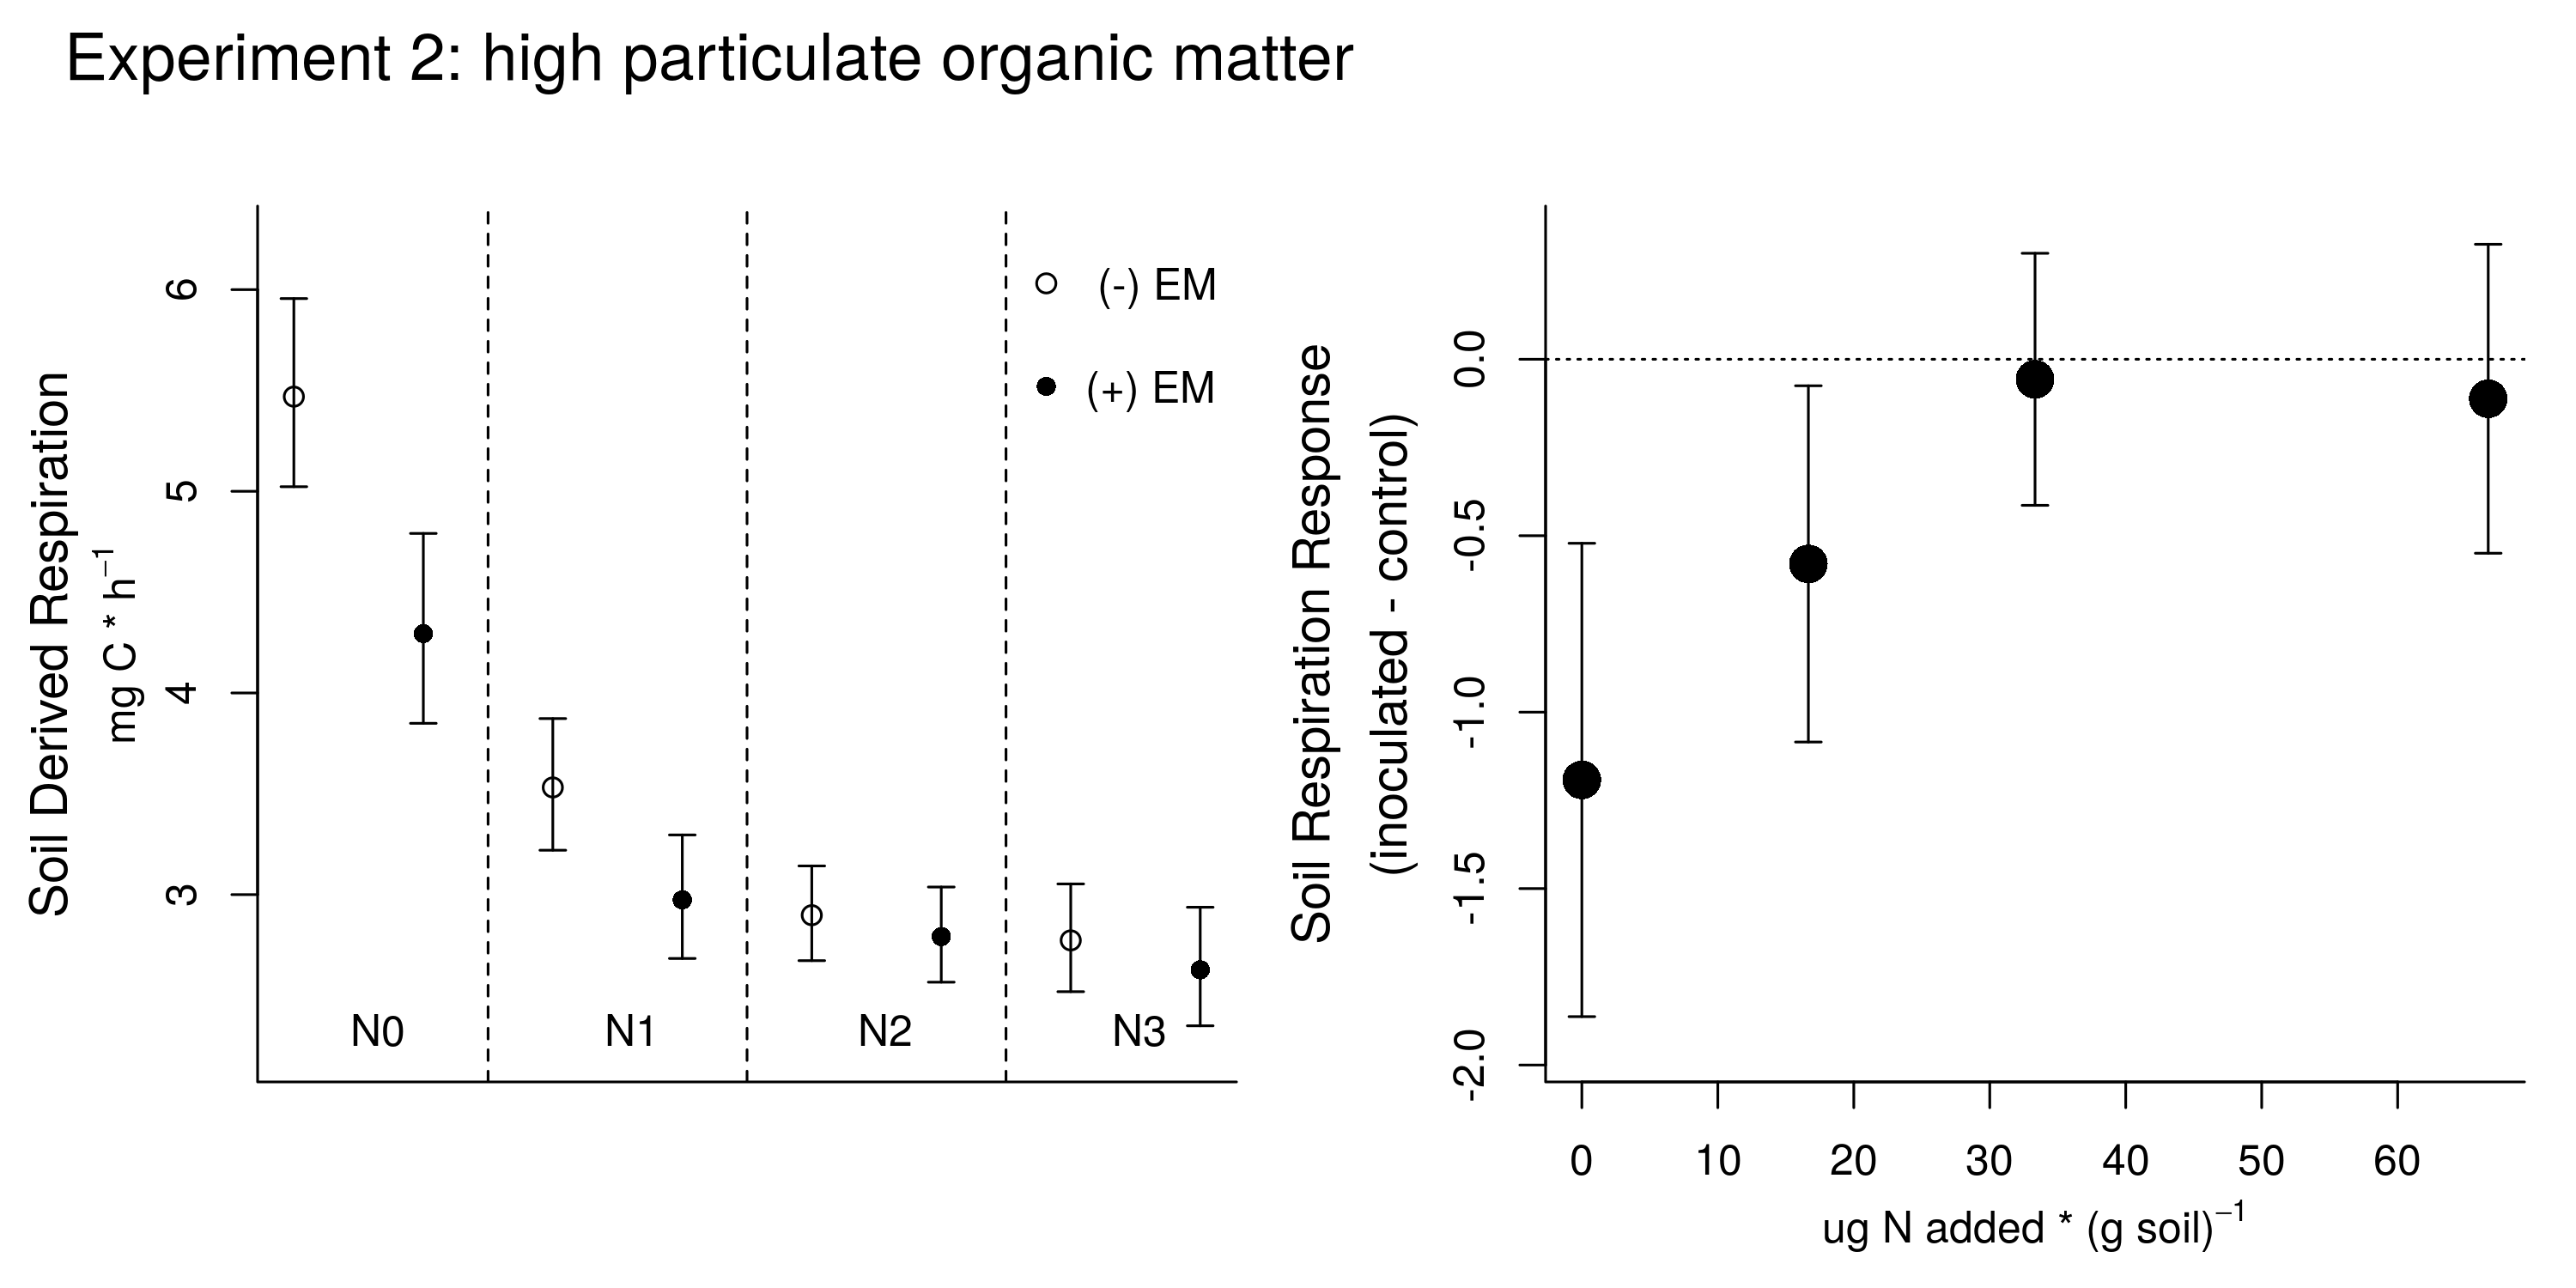 Experiment 2: high particulate organic matter
Soil Derived Respiration
mg C * h⁻¹
6
5
4
3
(-) EM
(+) EM
N0
N1
N2
N3
Soil Respiration Response
(inoculated - control)
0.0
-0.5
-1.0
-1.5
-2.0
0
10
20
30
40
50
60
ug N added * (g soil)⁻¹